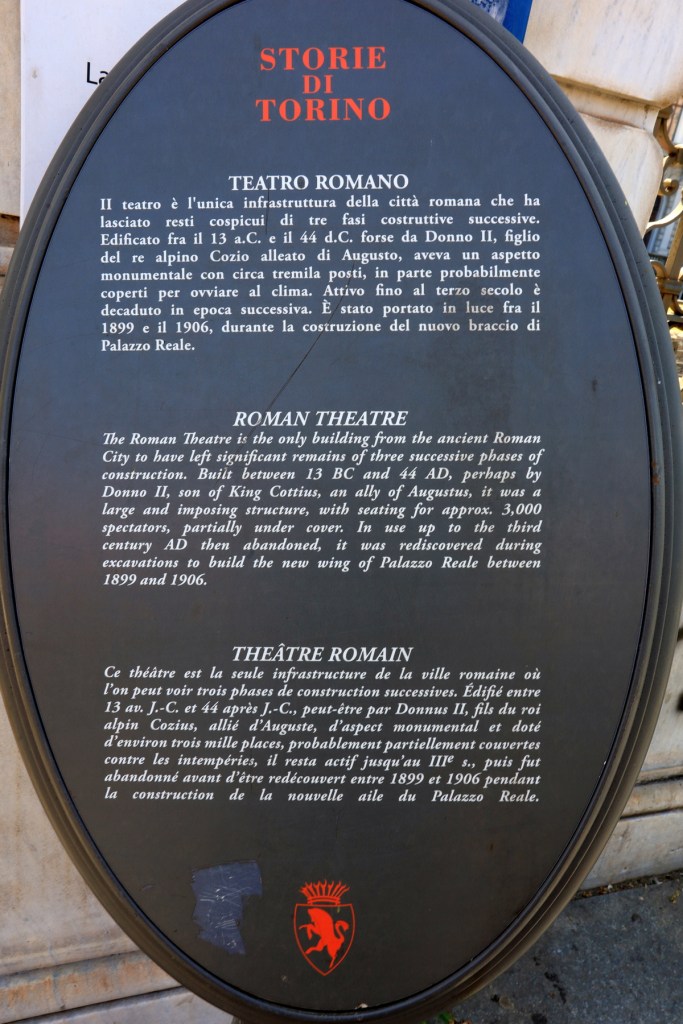 La
STORIE
DI
TORINO
TEATRO ROMANO
Il teatro è l'unica infrastruttura della città romana che ha
lasciato resti cospicui di tre fasi costruttive successive.
Edificato fra il 13 a.C. e il 44 d.C. forse da Donno II, figlio
del re alpino Cozio alleato di Augusto, aveva un aspetto
monumentale con circa tremila posti, in parte probabilmente
coperti per ovviare al clima. Attivo fino al terzo secolo è
decaduto in epoca successiva. È stato portato in luce fra il
1899 e il 1906, durante la costruzione del nuovo braccio di
Palazzo Reale.
ROMAN THEATRE
The Roman Theatre is the only building from the ancient Roman
City to have left significant remains of three successive phases of
construction. Built between 13 BC and 44 AD, perhaps by
Donno II, son of King Cottius, an ally of Augustus, it was a
large and imposing structure, with seating for approx. 3,000
spectators, partially under cover. In use up to the third
century AD then abandoned, it was rediscovered during
excavations to build the new wing of Palazzo Reale between
1899 and 1906.
THEÂTRE ROMAIN
Ce théâtre est la seule infrastructure de la ville romaine où
l'on peut voir trois phases de construction successives. Édifié entre
13 av. J.-C. et 44 après J.-C., peut-être par Donnus II, fils du roi
alpin Cozius, allié d'Auguste, d'aspect monumental et doté
d'environ trois mille places, probablement partiellement couvertes
contre les intempéries, il resta actif jusqu'au IIIe s., puis fut
abandonné avant d'être redécouvert entre 1899 et 1906 pendant
la construction de la nouvelle aile du Palazzo Reale.